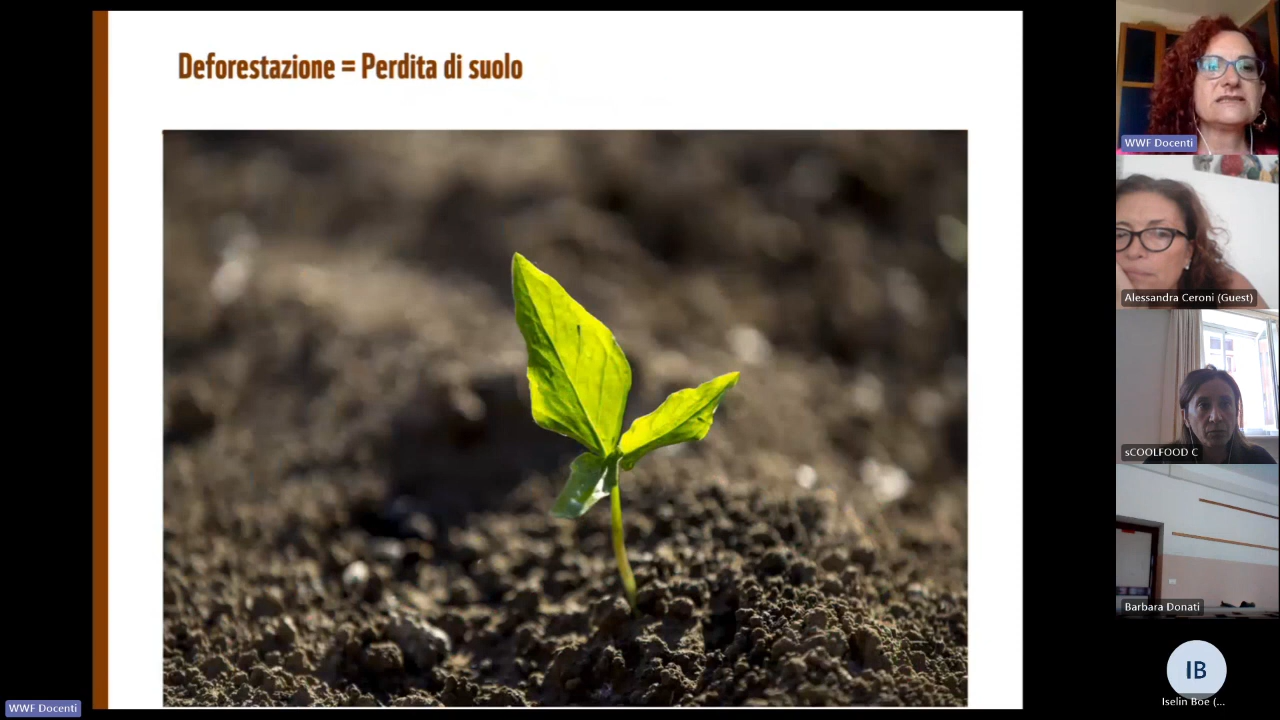 Deforestazione = Perdita di suolo
WWF Docenti
Alessandra Ceroni (Guest)
sCOOLFOOD C
Barbara Donati
IB
Iselin Boe (...
WWF Docenti